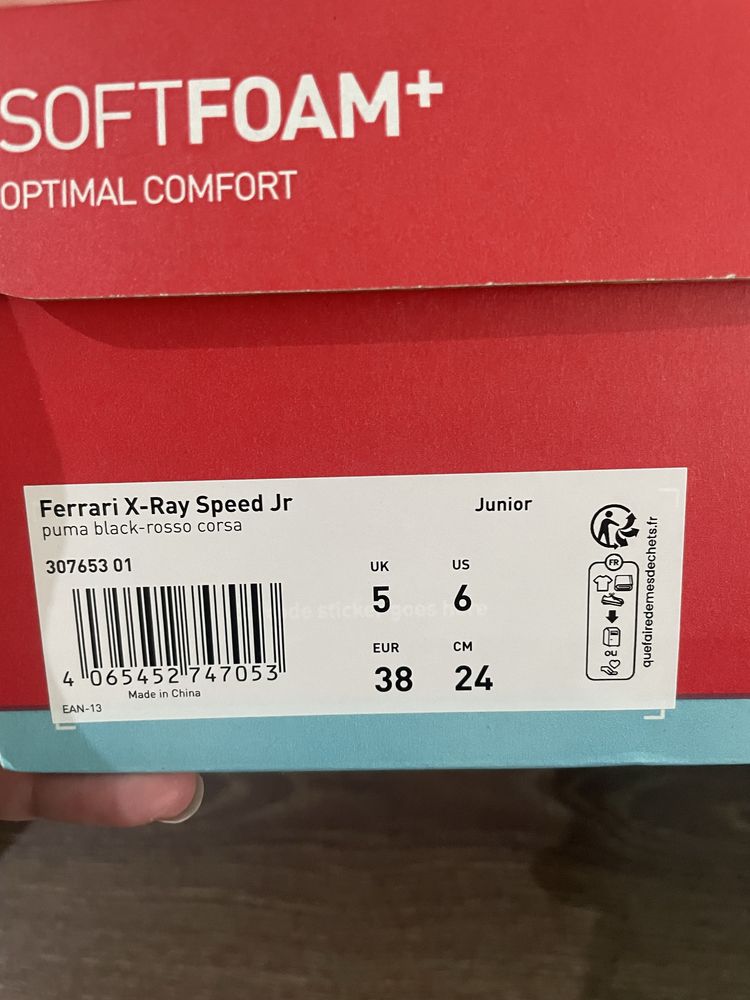 SOFTFOAM+
OPTIMAL COMFORT
Ferrari X-Ray Speed Jr
puma black-rosso corsa
Junior
307653 01
UK
US
5
6
EUR
CM
38
24
4 065452 747053
Made in China
EAN-13
FR
OU
quefairedemesdechets.fr